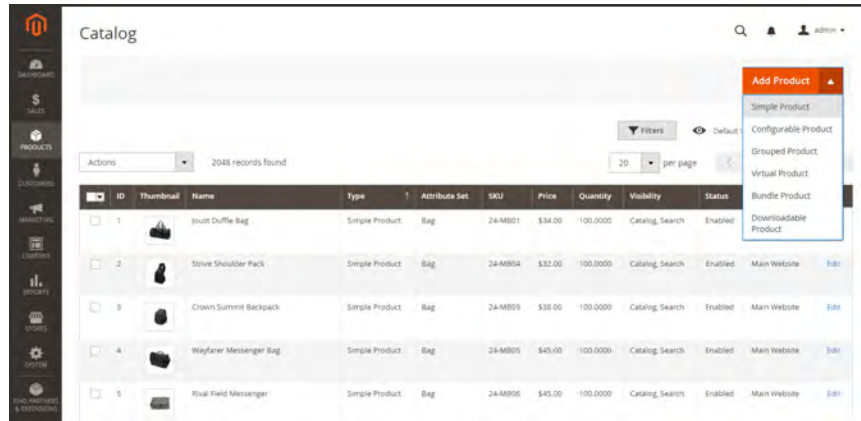 Catalog
admin
DASHBOARD
SALES
PRODUCTS
CUSTOMERS
MARKETING
CONTENT
REPORTS
STORES
SYSTEM
FIND PARTNERS
& EXTENSIONS
Add Product
Simple Product
Configurable Product
Grouped Product
Virtual Product
Bundle Product
Downloadable
Product
Filters
Default
Actions
2048 records found
20
per page
ID Thumbnail Name Type ↑ Attribute Set SKU Price Quantity Visibility Status
1 Joust Duffle Bag Simple Product Bag 24-MB01 $34.00 100.0000 Catalog, Search Enabled
2 Strive Shoulder Pack Simple Product Bag 24-MB04 $32.00 100.0000 Catalog, Search Enabled Main Website Edit
3 Crown Summit Backpack Simple Product Bag 24-MB03 $38.00 100.0000 Catalog, Search Enabled Main Website Edit
4 Wayfarer Messenger Bag Simple Product Bag 24-MB05 $45.00 100.0000 Catalog, Search Enabled Main Website Edit
5 Rival Field Messenger Simple Product Bag 24-MB06 $45.00 100.0000 Catalog, Search Enabled Main Website Edit